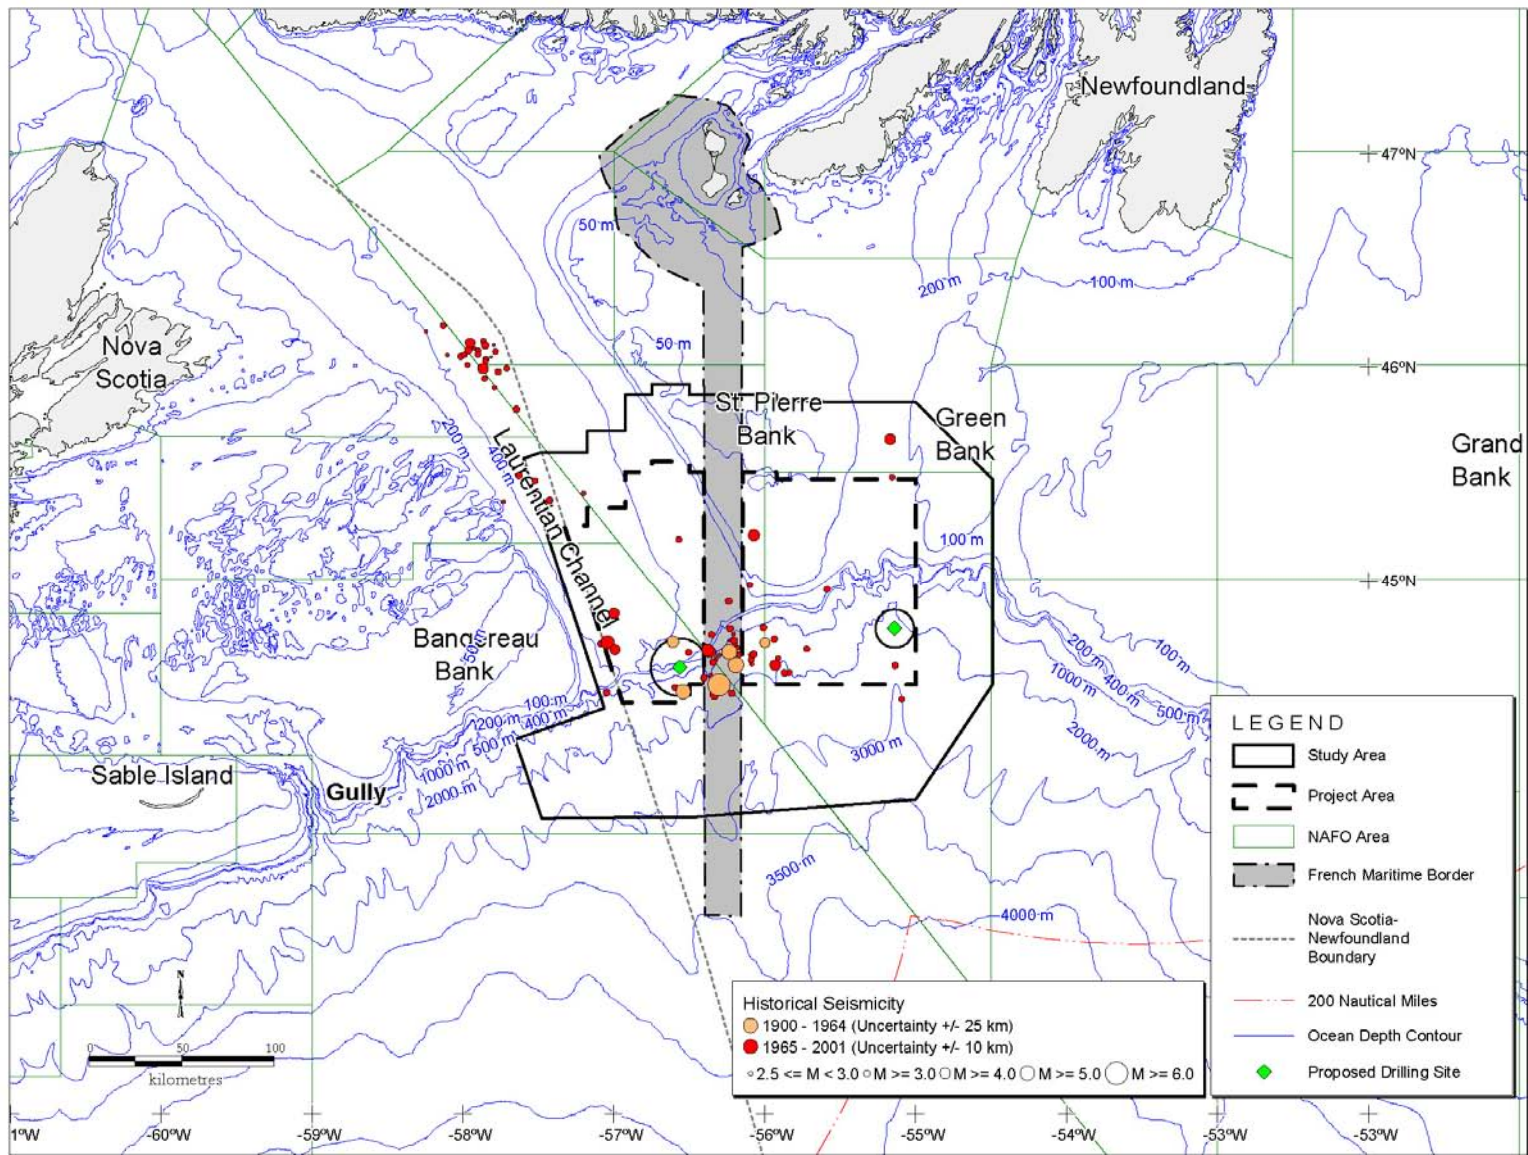 Newfoundland
47°N
50 m
200 m
100 m
Nova
Scotia
50 m
46°N
St. Pierre
Bank
Green
Bank
Grand
Bank
200 m
400 m
Laurentian Channel
100 m
45°N
Banquereau
Bank
50
100 m
200 m
400 m
500 m
1000 m
2000 m
100 m
200 m
400 m
500 m
1000 m
2000 m
3000 m
Sable Island
Gully
3500 m
4000 m
LEGEND
Study Area
Project Area
NAFO Area
French Maritime Border
Nova Scotia-
Newfoundland
Boundary
200 Nautical Miles
Ocean Depth Contour
Proposed Drilling Site
Historical Seismicity
1900 - 1964 (Uncertainty +/- 25 km)
1965 - 2001 (Uncertainty +/- 10 km)
2.5 <= M < 3.0 M >= 3.0 M >= 4.0 M >= 5.0 M >= 6.0
N
0 50 100
kilometres
1°W -60°W -59°W -58°W -57°W -56°W -55°W -54°W -53°W -53°W